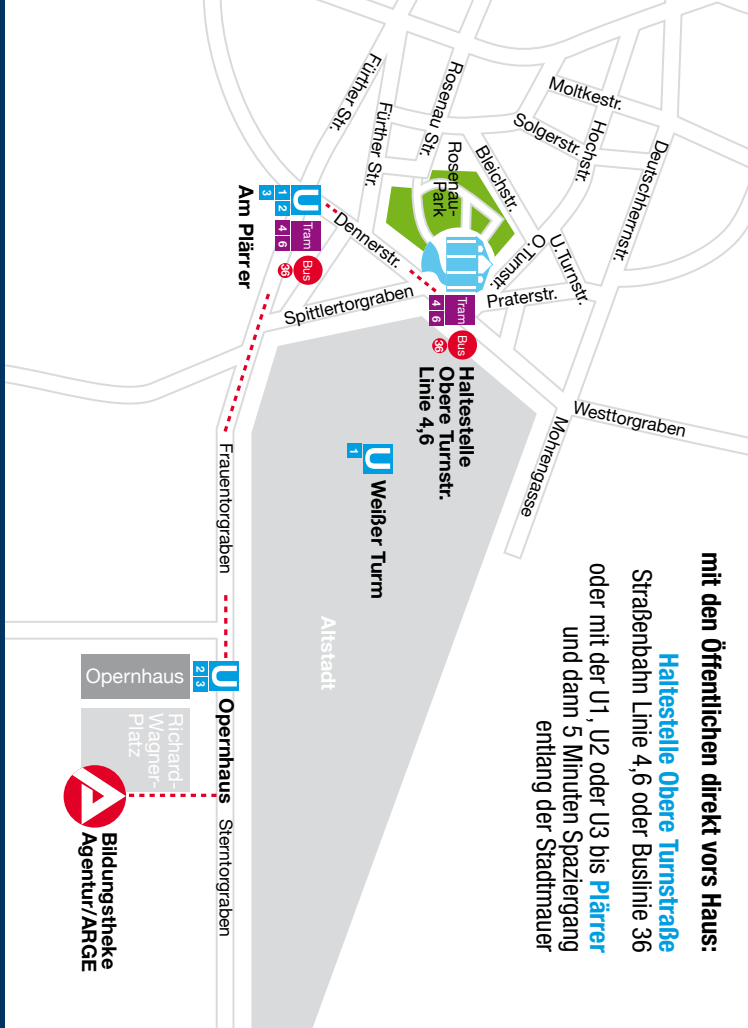 mit den Öffentlichen direkt vors Haus:
Haltestelle Obere Turnstraße
Straßenbahn Linie 4,6 oder Buslinie 36
oder mit der U1, U2 oder U3 bis Plärrer
und dann 5 Minuten Spaziergang
entlang der Stadtmauer
Westtorgraben
Mohrengasse
Deutschherrnstr.
Moltkestr.
Hochstr.
Solgerstr.
U.Turnstr.
O.Turnstr.
Praterstr.
Bleichstr.
Rosenau Str.
Rosenau-
Park
Fürther Str.
Fürther Str.
Dennerstr.
Spittlertorgraben
Tram
4 6
Bus
36
Haltestelle
Obere Turnstr.
Linie 4,6
U
1 2
3
Tram
4 6
Bus
36
Am Plärrer
U
1
Weißer Turm
Altstadt
Frauentorgraben
U
2 3
Opernhaus
Sterntorgraben
Opernhaus
Richard-
Wagner-
Platz
Bildungstheke
Agentur/ARGE